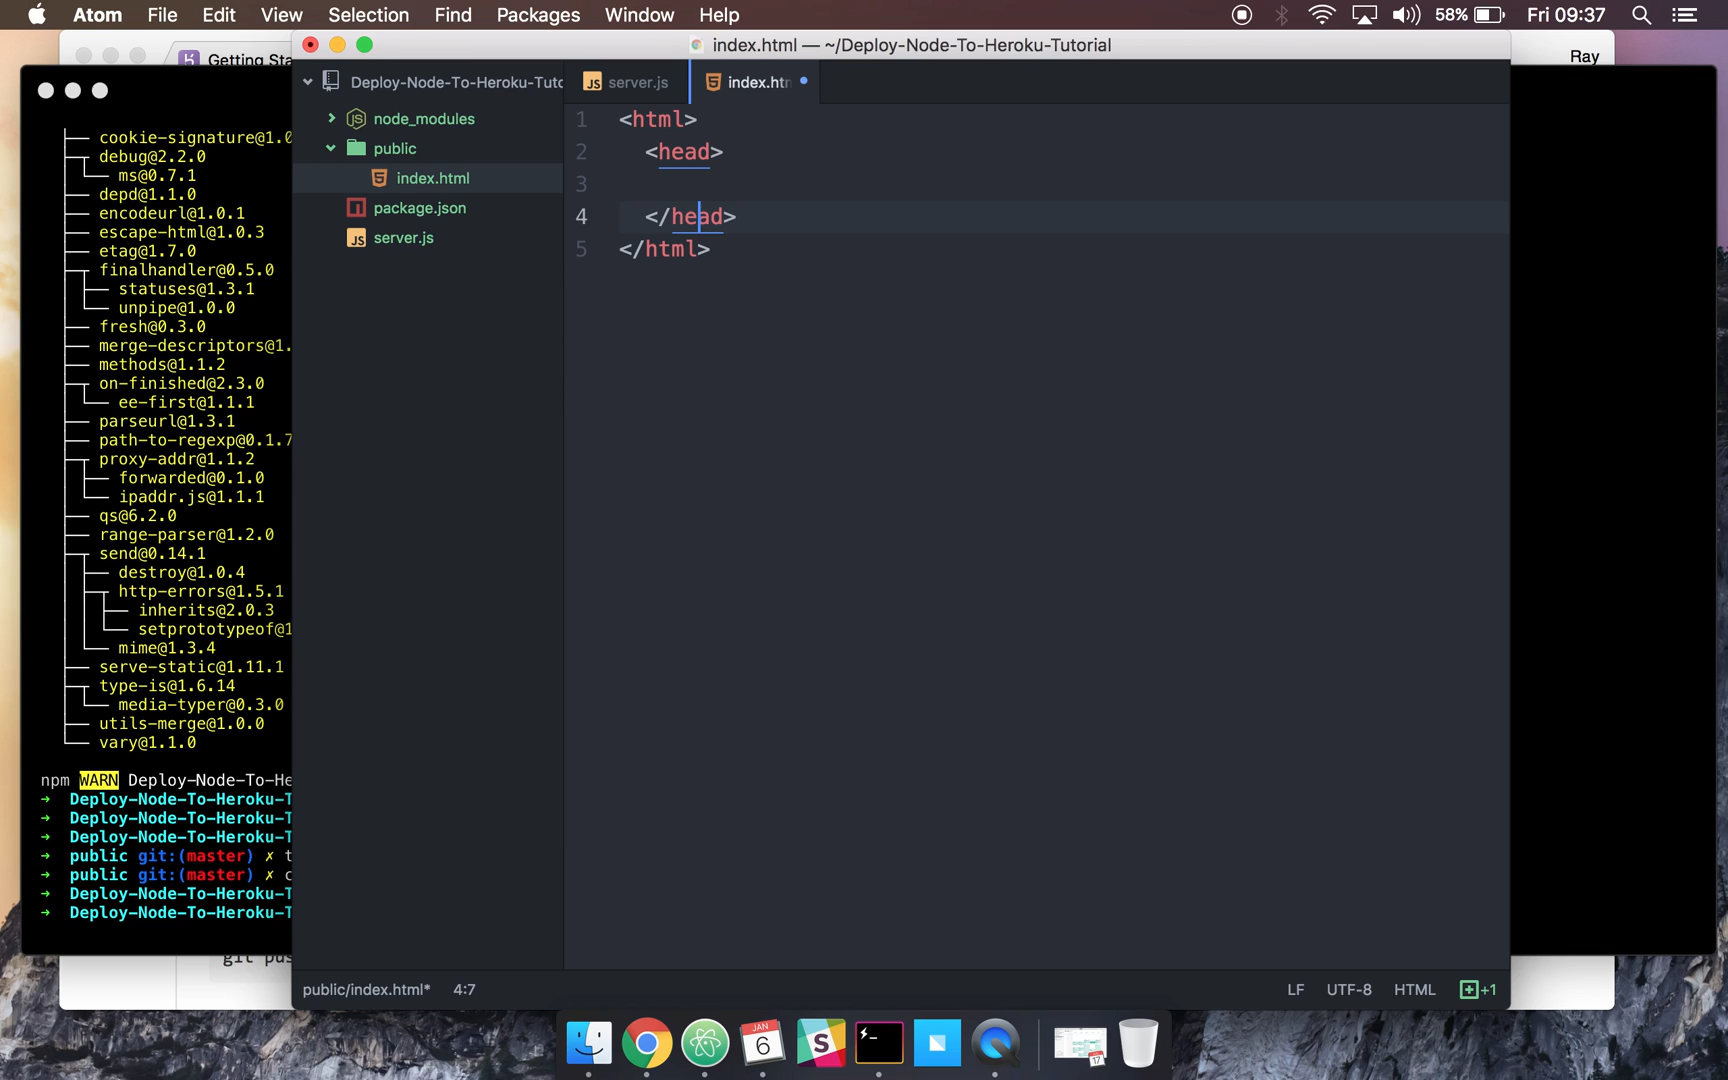 Atom File Edit View Selection Find Packages Window Help 58% Fri 09:37
index.html — ~/Deploy-Node-To-Heroku-Tutorial
Getting Sta
Ray
Deploy-Node-To-Heroku-Tuto
server.js
index.htm
node_modules
public
index.html
package.json
server.js
1 <html>
2 <head>
3
4 </head>
5 </html>
cookie-signature@1.0
debug@2.2.0
ms@0.7.1
depd@1.1.0
encodeurl@1.0.1
escape-html@1.0.3
etag@1.7.0
finalhandler@0.5.0
statuses@1.3.1
unpipe@1.0.0
fresh@0.3.0
merge-descriptors@1.
methods@1.1.2
on-finished@2.3.0
ee-first@1.1.1
parseurl@1.3.1
path-to-regexp@0.1.7
proxy-addr@1.1.2
forwarded@0.1.0
ipaddr.js@1.1.1
qs@6.2.0
range-parser@1.2.0
send@0.14.1
destroy@1.0.4
http-errors@1.5.1
inherits@2.0.3
setprototypeof@1
mime@1.3.4
serve-static@1.11.1
type-is@1.6.14
media-typer@0.3.0
utils-merge@1.0.0
vary@1.1.0
npm WARN Deploy-Node-To-He
➜ Deploy-Node-To-Heroku-T
➜ Deploy-Node-To-Heroku-T
➜ Deploy-Node-To-Heroku-T
➜ public git:(master) ✗ t
➜ public git:(master) ✗ c
➜ Deploy-Node-To-Heroku-T
➜ Deploy-Node-To-Heroku-T
git pus
public/index.html* 4:7
LF UTF-8 HTML +1
JAN
6
17